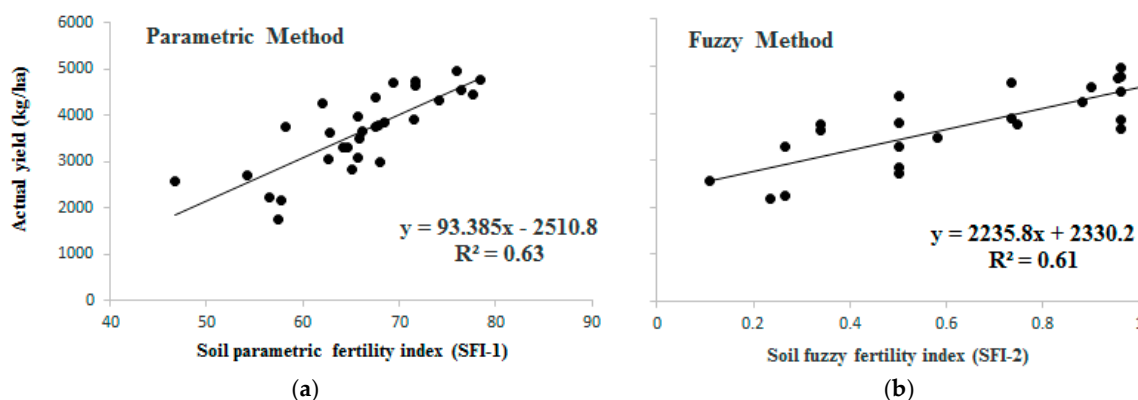 Parametric Method
Actual yield (kg/ha)
6000
5000
4000
3000
2000
1000
0
y = 93.385x - 2510.8
R² = 0.63
40 50 60 70 80 90
Soil parametric fertility index (SFI-1)
(a)
Fuzzy Method
y = 2235.8x + 2330.2
R² = 0.61
0 0.2 0.4 0.6 0.8 1
Soil fuzzy fertility index (SFI-2)
(b)